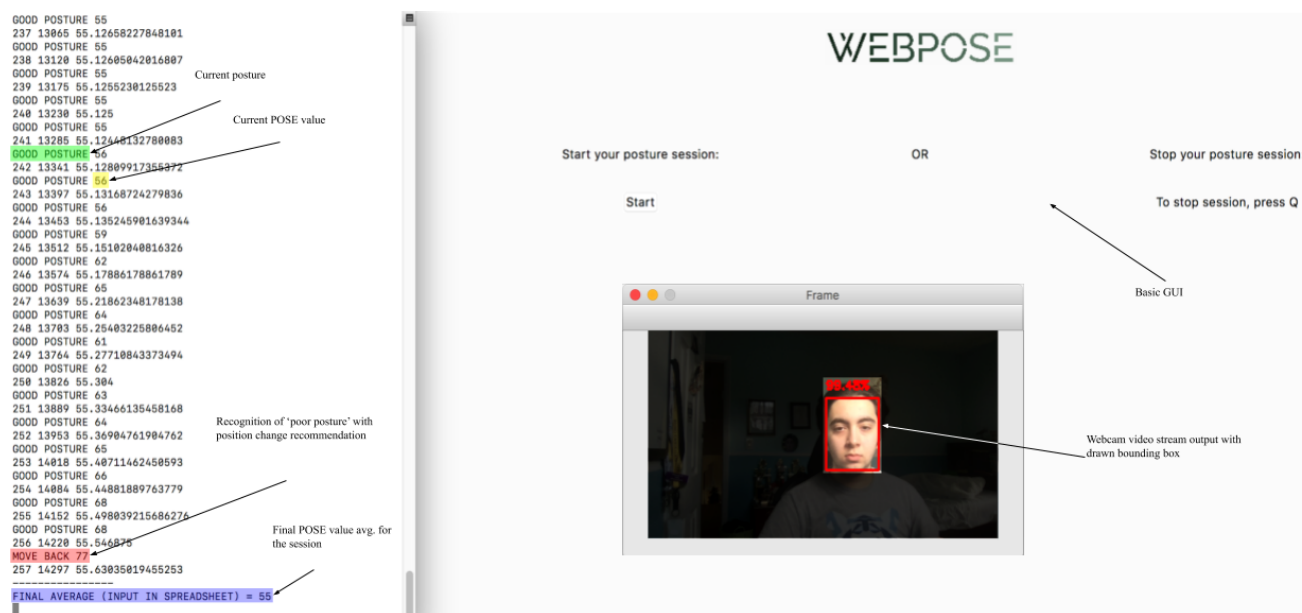 GOOD POSTURE 55
237 13065 55.12658227848101
GOOD POSTURE 55
238 13120 55.12605042016807
GOOD POSTURE 55
239 13175 55.1255230125523
GOOD POSTURE 55
240 13230 55.125
GOOD POSTURE 55
241 13285 55.12448132780083
GOOD POSTURE 56
242 13341 55.12809917355372
GOOD POSTURE 56
243 13397 55.13168724279836
GOOD POSTURE 56
244 13453 55.135245901639344
GOOD POSTURE 59
245 13512 55.15102040816326
GOOD POSTURE 62
246 13574 55.17886178861789
GOOD POSTURE 65
247 13639 55.21862348178138
GOOD POSTURE 64
248 13703 55.25403225806452
GOOD POSTURE 61
249 13764 55.27710843373494
GOOD POSTURE 62
250 13826 55.304
GOOD POSTURE 63
251 13889 55.33466135458168
GOOD POSTURE 64
252 13953 55.36904761904762
GOOD POSTURE 65
253 14018 55.40711462450593
GOOD POSTURE 66
254 14084 55.44881889763779
GOOD POSTURE 68
255 14152 55.498039215686276
GOOD POSTURE 68
256 14220 55.546875
MOVE BACK 77
257 14297 55.63035019455253
----------------
FINAL AVERAGE (INPUT IN SPREADSHEET) = 55
Current posture
Current POSE value
Recognition of ‘poor posture’ with
position change recommendation
Final POSE value avg. for
the session
WEBPOSE
Start your posture session:
OR
Stop your posture session
Start
To stop session, press Q
Basic GUI
Frame
Webcam video stream output with
drawn bounding box